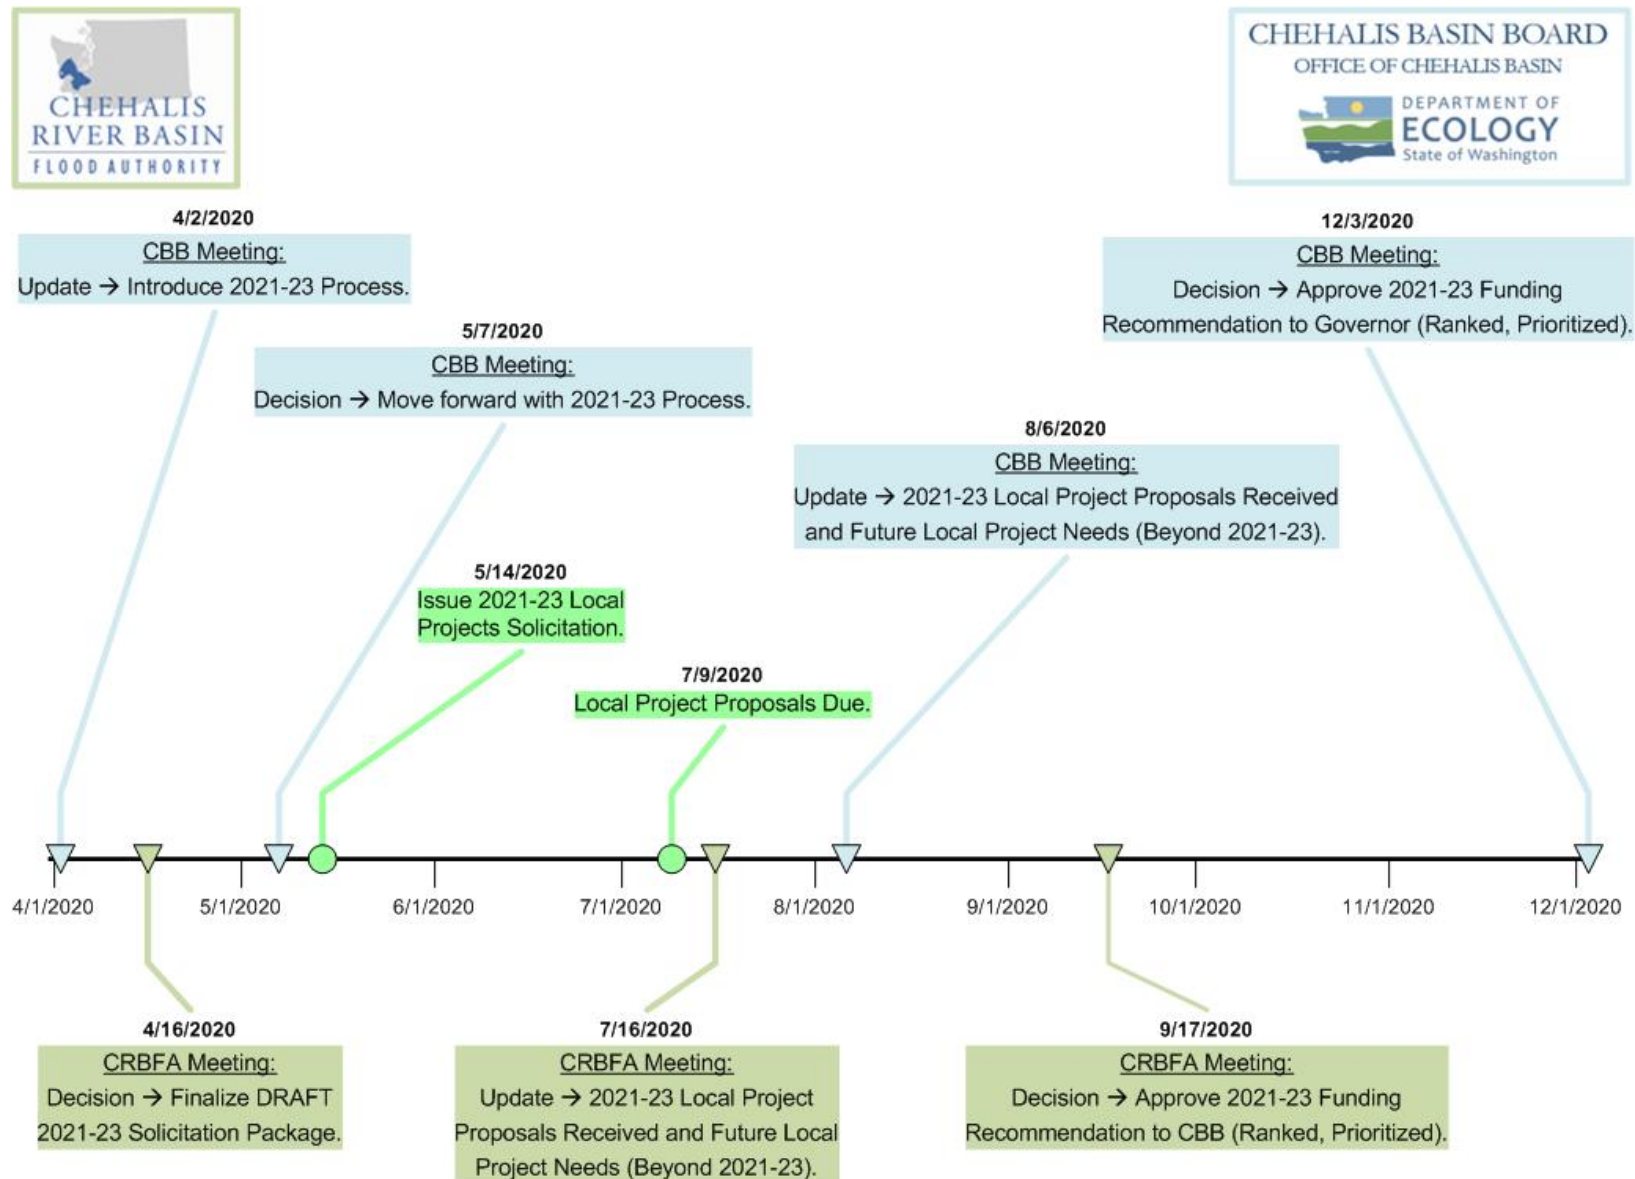 CHEHALIS
RIVER BASIN
FLOOD AUTHORITY
CHEHALIS BASIN BOARD
OFFICE OF CHEHALIS BASIN
DEPARTMENT OF
ECOLOGY
State of Washington
4/2/2020
CBB Meeting:
Update → Introduce 2021-23 Process.
12/3/2020
CBB Meeting:
Decision → Approve 2021-23 Funding
Recommendation to Governor (Ranked, Prioritized).
5/7/2020
CBB Meeting:
Decision → Move forward with 2021-23 Process.
8/6/2020
CBB Meeting:
Update → 2021-23 Local Project Proposals Received
and Future Local Project Needs (Beyond 2021-23).
5/14/2020
Issue 2021-23 Local
Projects Solicitation.
7/9/2020
Local Project Proposals Due.
4/1/2020
5/1/2020
6/1/2020
7/1/2020
8/1/2020
9/1/2020
10/1/2020
11/1/2020
12/1/2020
4/16/2020
CRBFA Meeting:
Decision → Finalize DRAFT
2021-23 Solicitation Package.
7/16/2020
CRBFA Meeting:
Update → 2021-23 Local Project
Proposals Received and Future Local
Project Needs (Beyond 2021-23).
9/17/2020
CRBFA Meeting:
Decision → Approve 2021-23 Funding
Recommendation to CBB (Ranked, Prioritized).